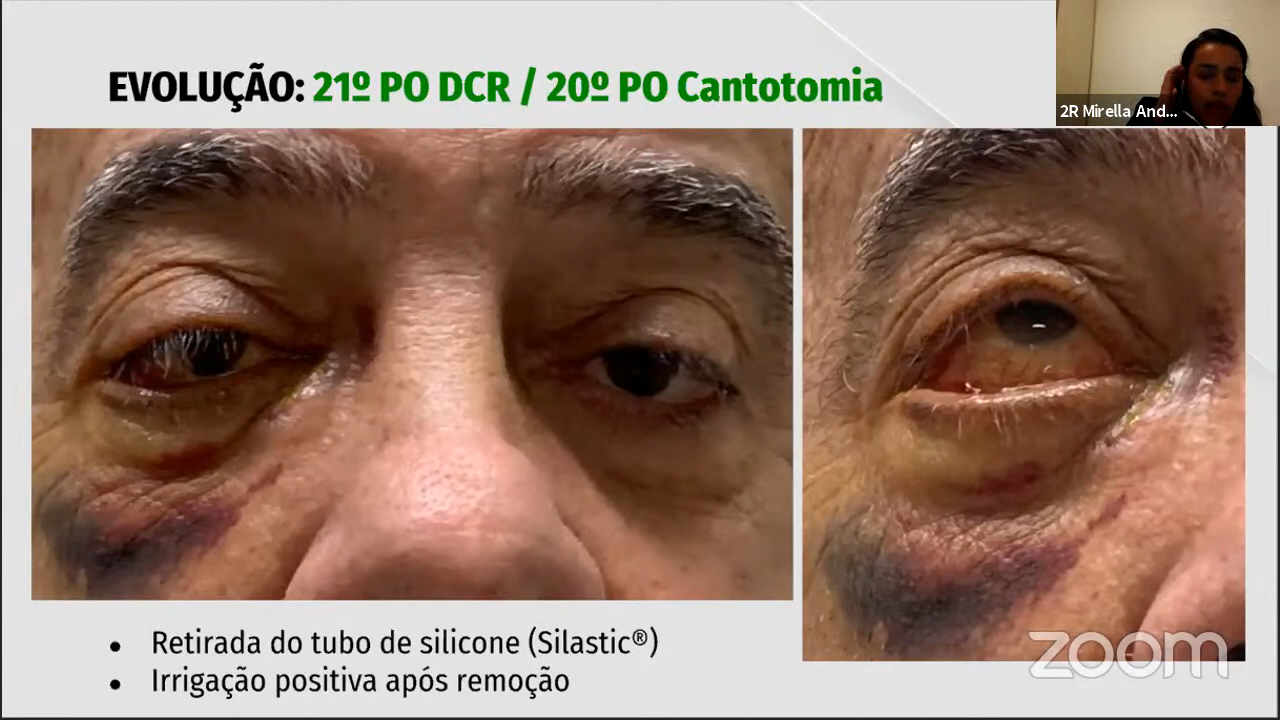 EVOLUÇÃO: 21º PO DCR / 20º PO Cantotomia
2R Mirella And...
• Retirada do tubo de silicone (Silastic®)
• Irrigação positiva após remoção
zoom